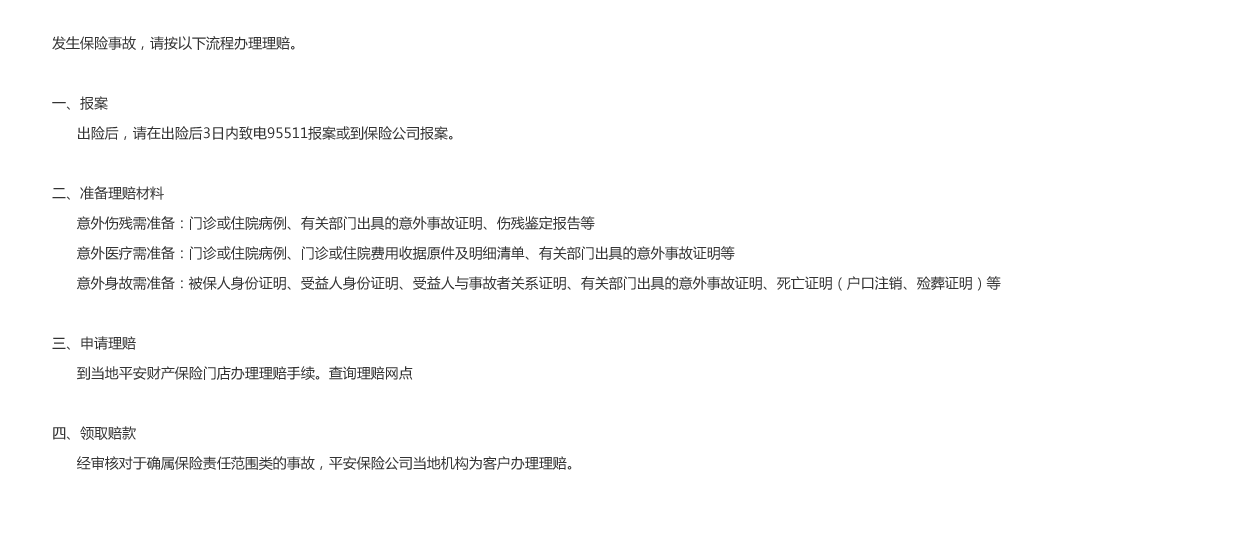 发生保险事故，请按以下流程办理理赔。
一、报案
出险后，请在出险后3日内致电95511报案或到保险公司报案。
二、准备理赔材料
意外伤残需准备：门诊或住院病例、有关部门出具的意外事故证明、伤残鉴定报告等
意外医疗需准备：门诊或住院病例、门诊或住院费用收据原件及明细清单、有关部门出具的意外事故证明等
意外身故需准备：被保人身份证明、受益人身份证明、受益人与事故者关系证明、有关部门出具的意外事故证明、死亡证明（户口注销、殓葬证明）等
三、申请理赔
到当地平安财产保险门店办理理赔手续。查询理赔网点
四、领取赔款
经审核对于确属保险责任范围类的事故，平安保险公司当地机构为客户办理理赔。